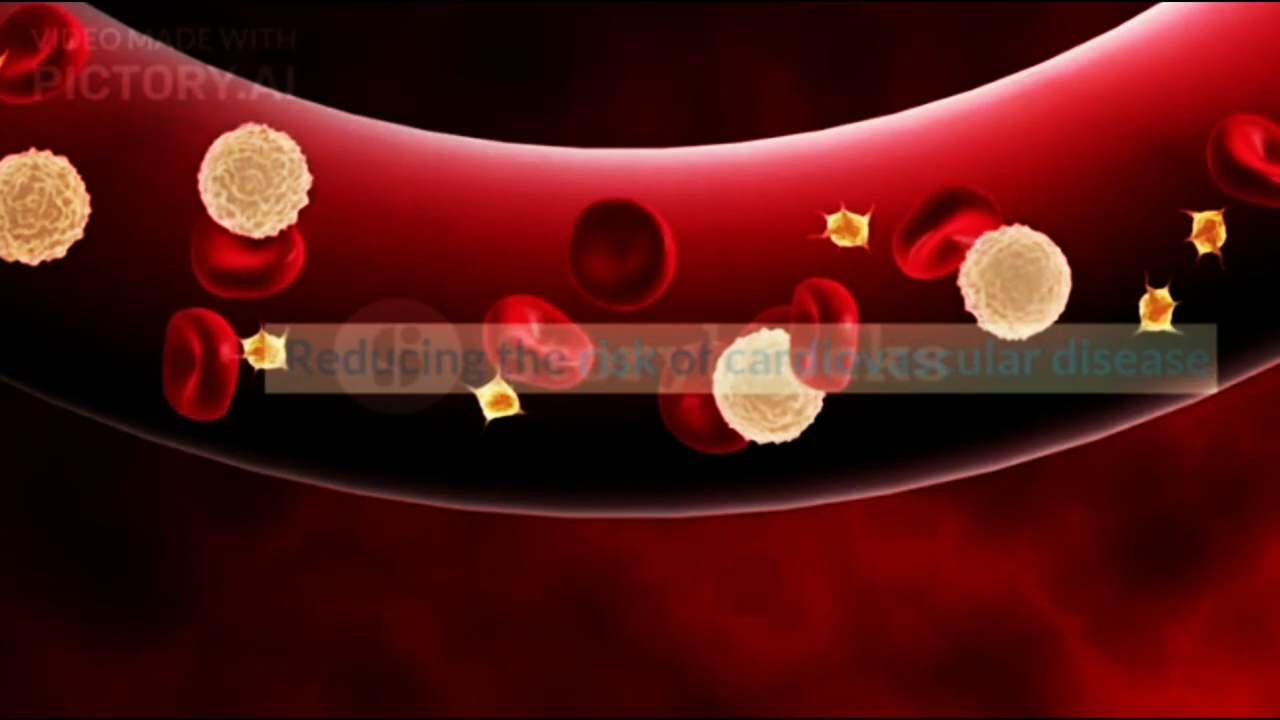 VIDEO MADE WITH
PICTORY.AI
Reducing the risk of cardiovascular disease